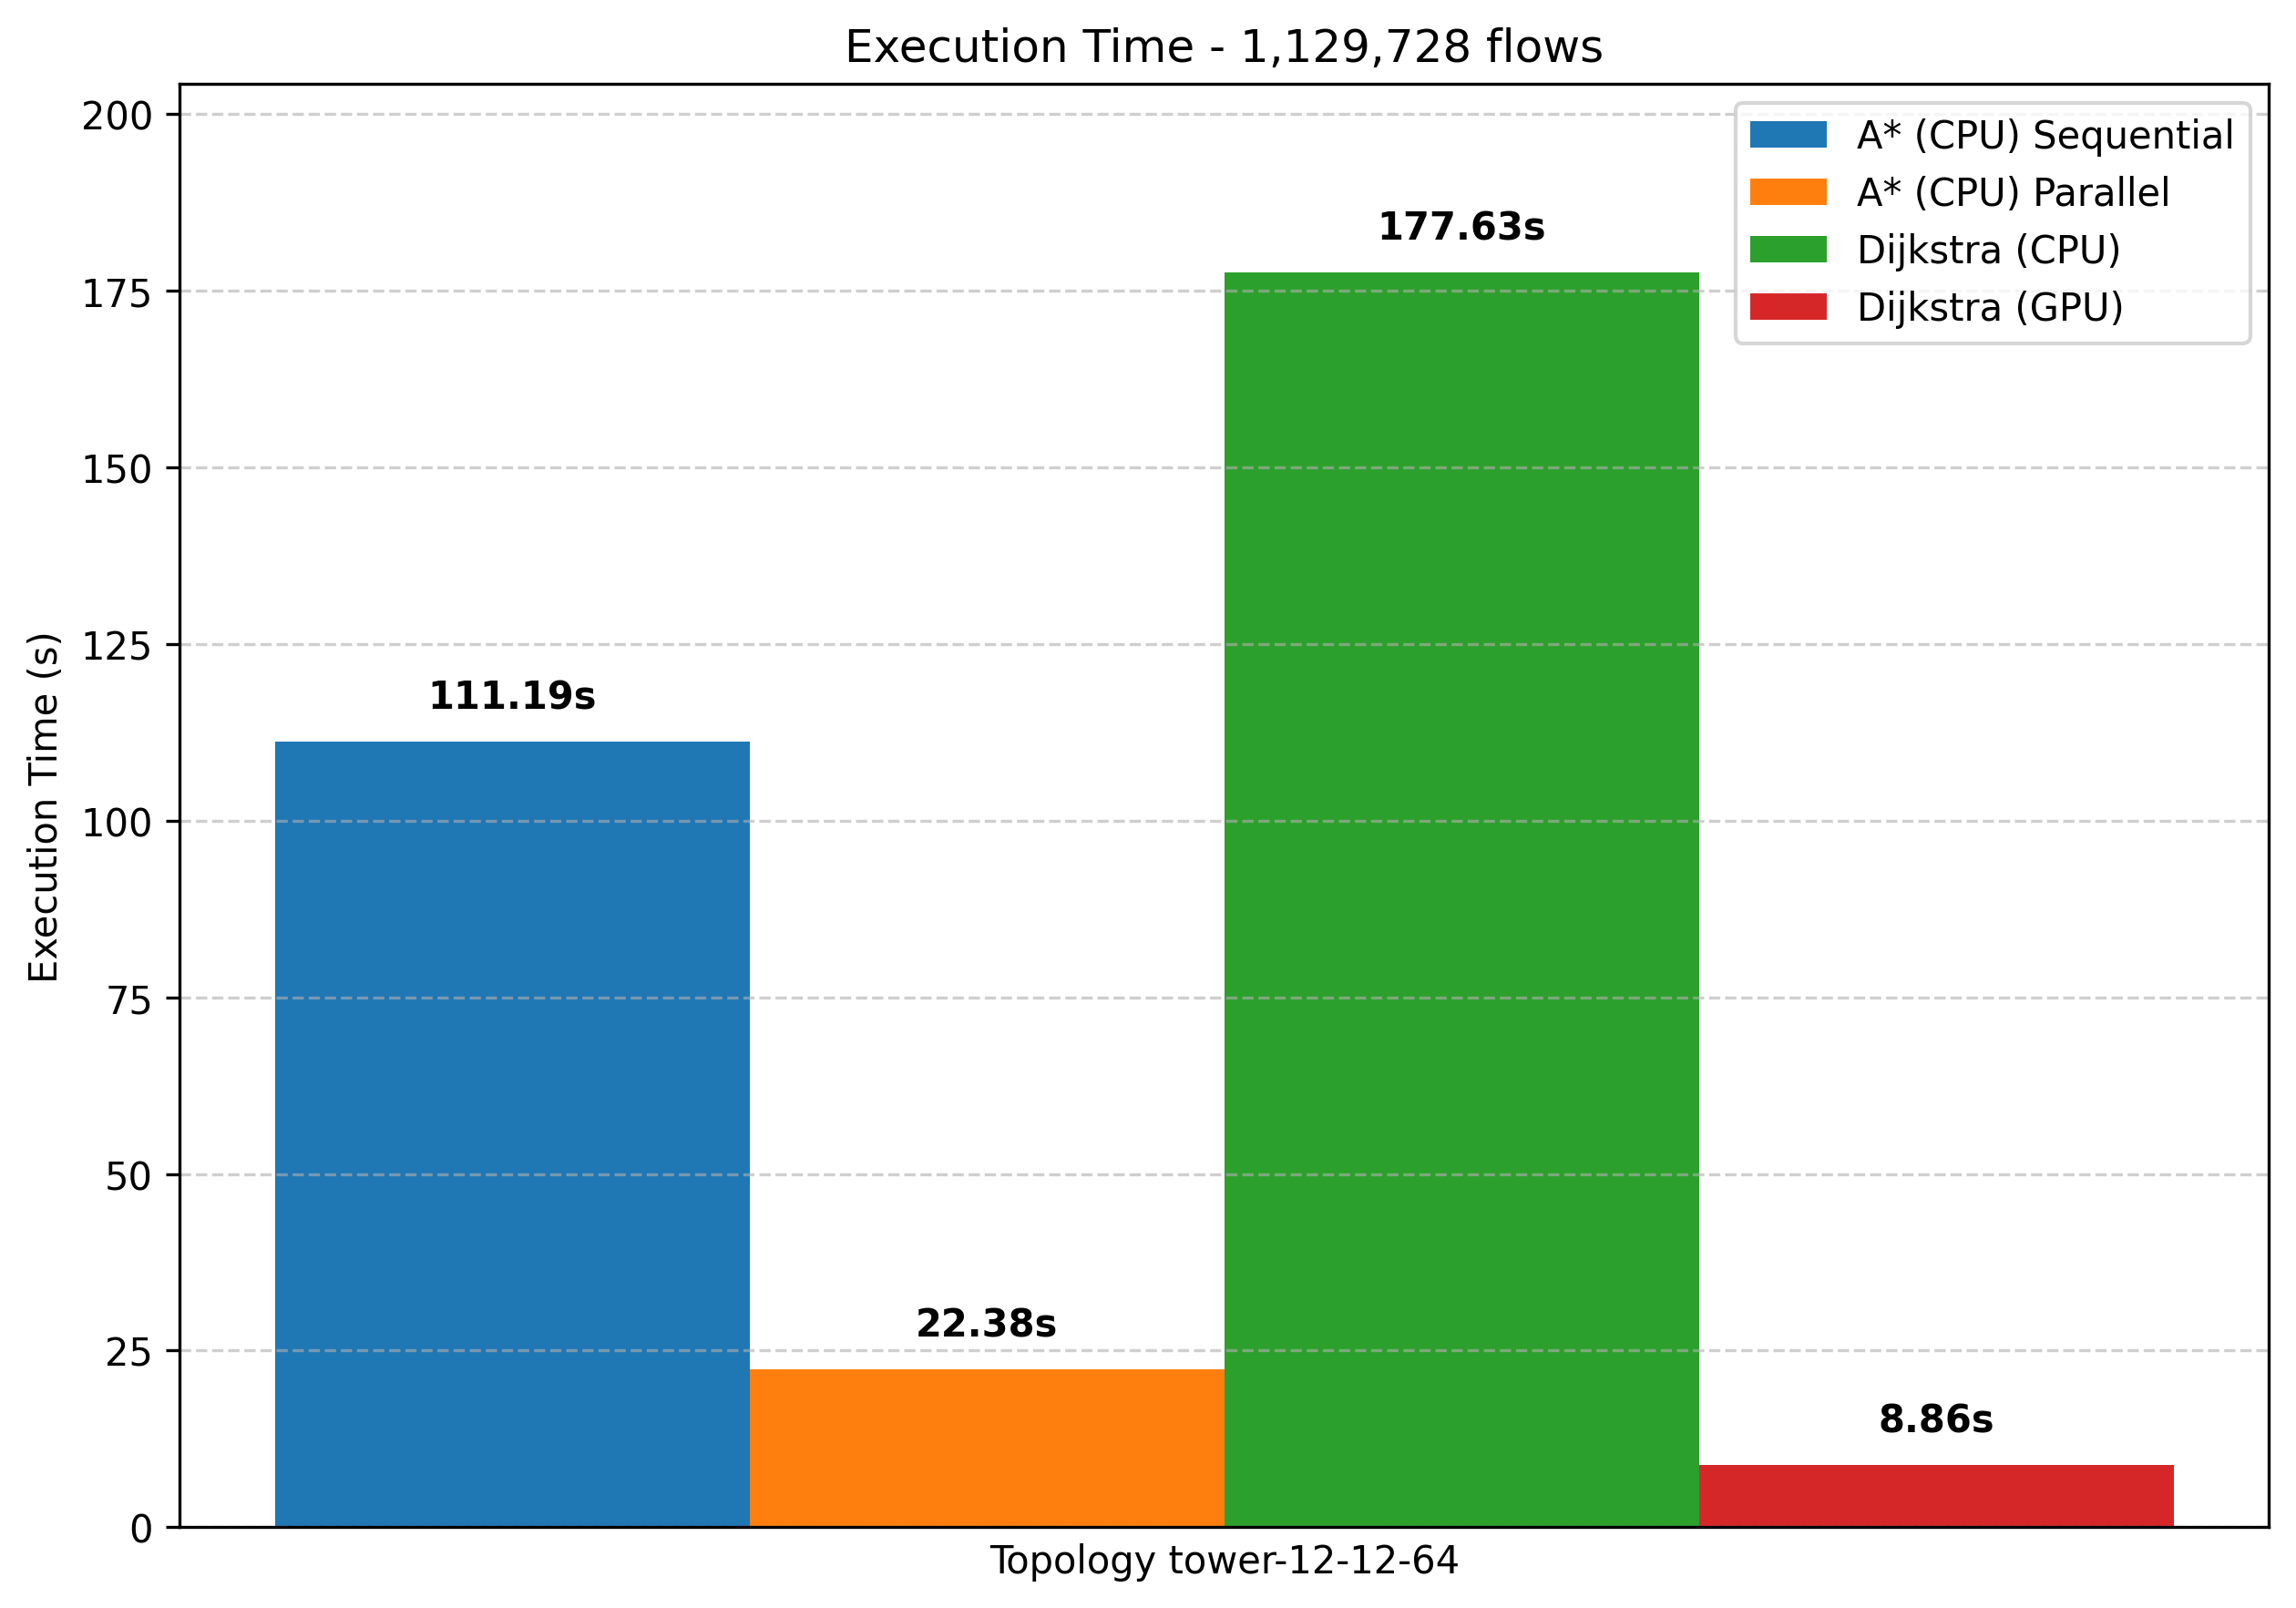 Execution Time - 1,129,728 flows
200
175
150
125
100
75
50
25
0
Execution Time (s)
A* (CPU) Sequential
A* (CPU) Parallel
Dijkstra (CPU)
Dijkstra (GPU)
111.19s
22.38s
177.63s
8.86s
Topology tower-12-12-64